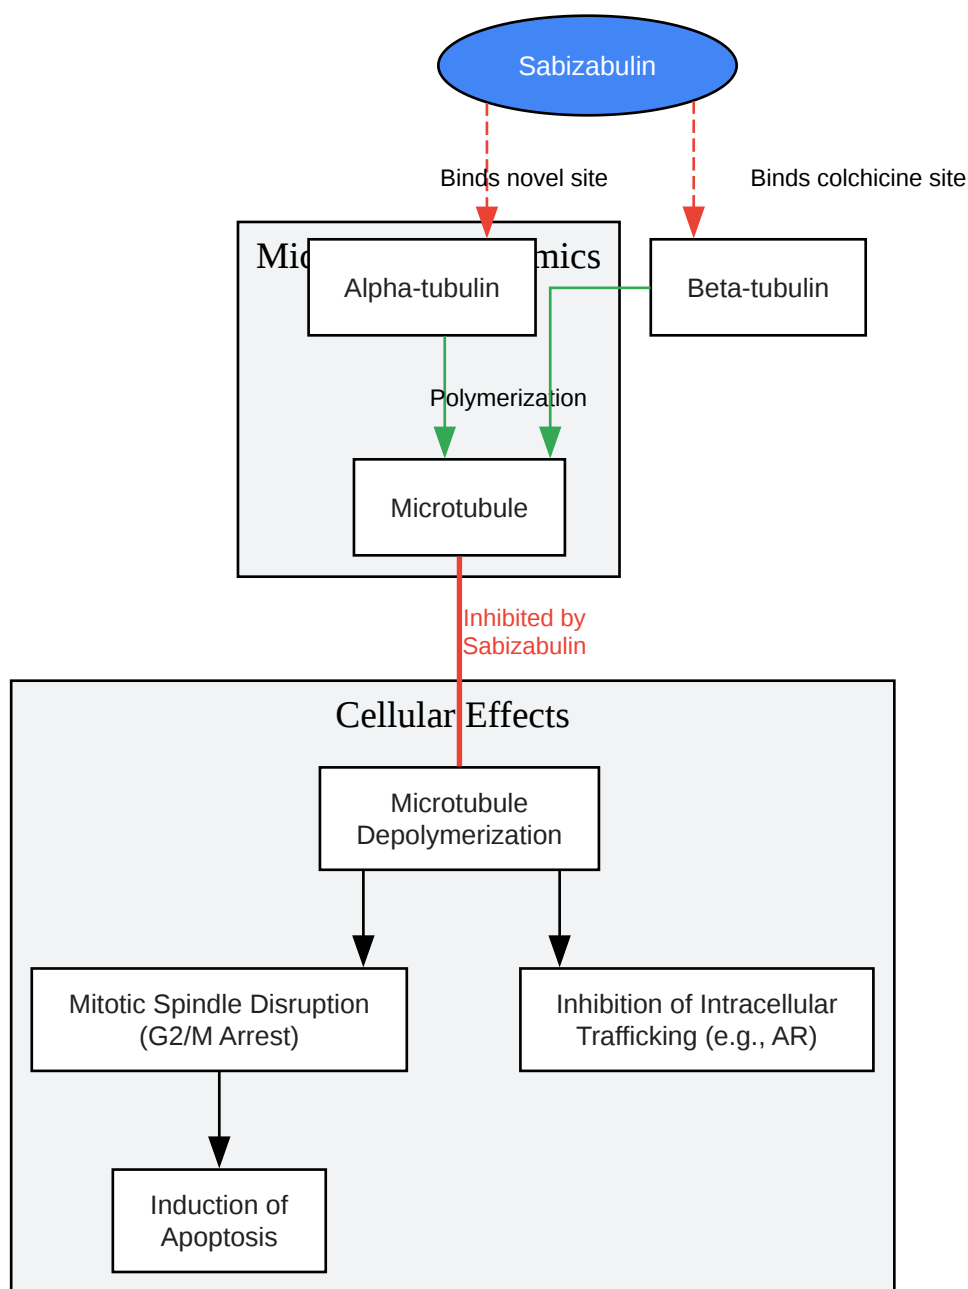 Sabizabulin
Binds novel site
Binds colchicine site
Alpha-tubulin
Beta-tubulin
Polymerization
Microtubule
Inhibited by
Sabizabulin
Cellular Effects
Microtubule
Depolymerization
Mitotic Spindle Disruption
(G2/M Arrest)
Inhibition of Intracellular
Trafficking (e.g., AR)
Induction of
Apoptosis